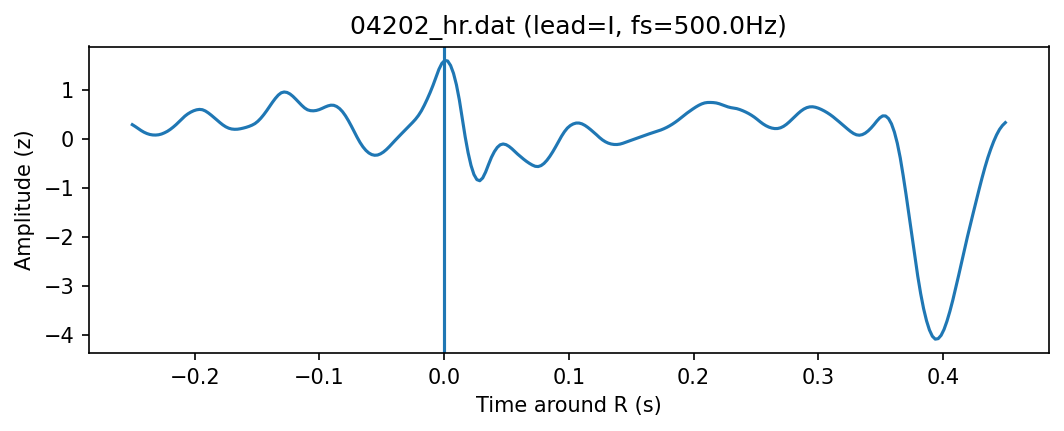 04202_hr.dat (lead=I, fs=500.0Hz)
Amplitude (z)
1
0
−1
−2
−3
−4
−0.2 −0.1 0.0 0.1 0.2 0.3 0.4
Time around R (s)